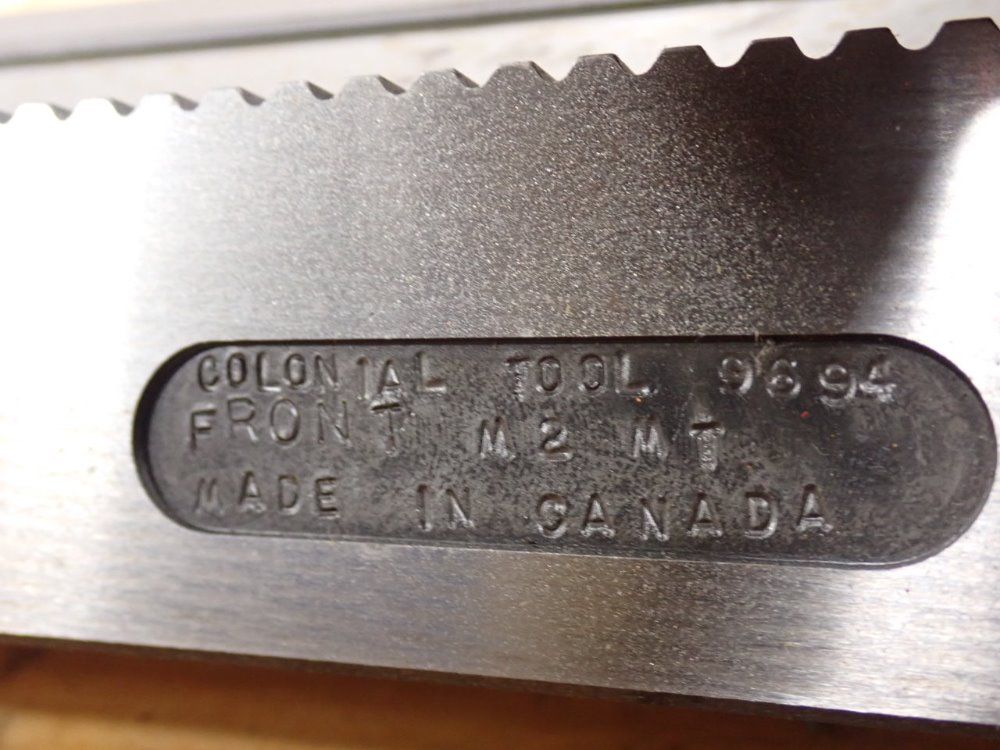 COLONIAL TOOL 9694
FRONT M2 MT
MADE IN CANADA